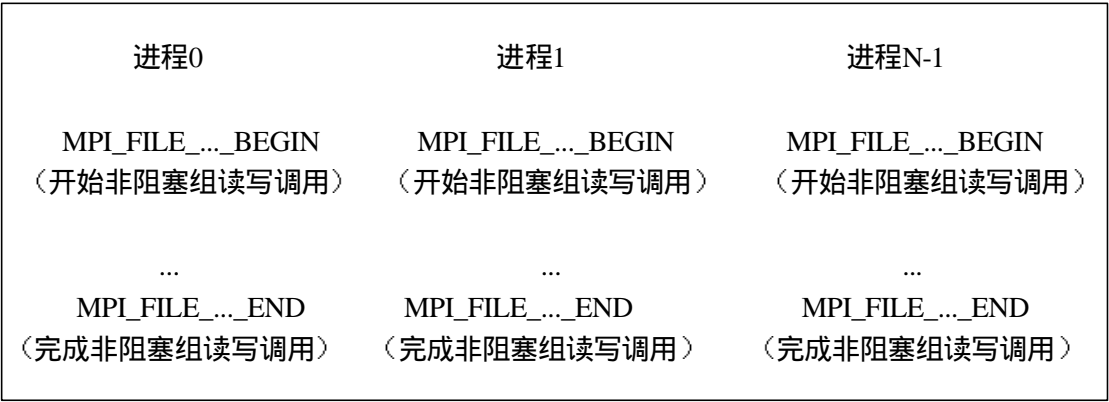 进程0 进程1 进程N-1
MPI_FILE_..._BEGIN MPI_FILE_..._BEGIN MPI_FILE_..._BEGIN
（开始非阻塞组读写调用） （开始非阻塞组读写调用） （开始非阻塞组读写调用）
... ... ...
MPI_FILE_..._END MPI_FILE_..._END MPI_FILE_..._END
（完成非阻塞组读写调用） （完成非阻塞组读写调用） （完成非阻塞组读写调用）